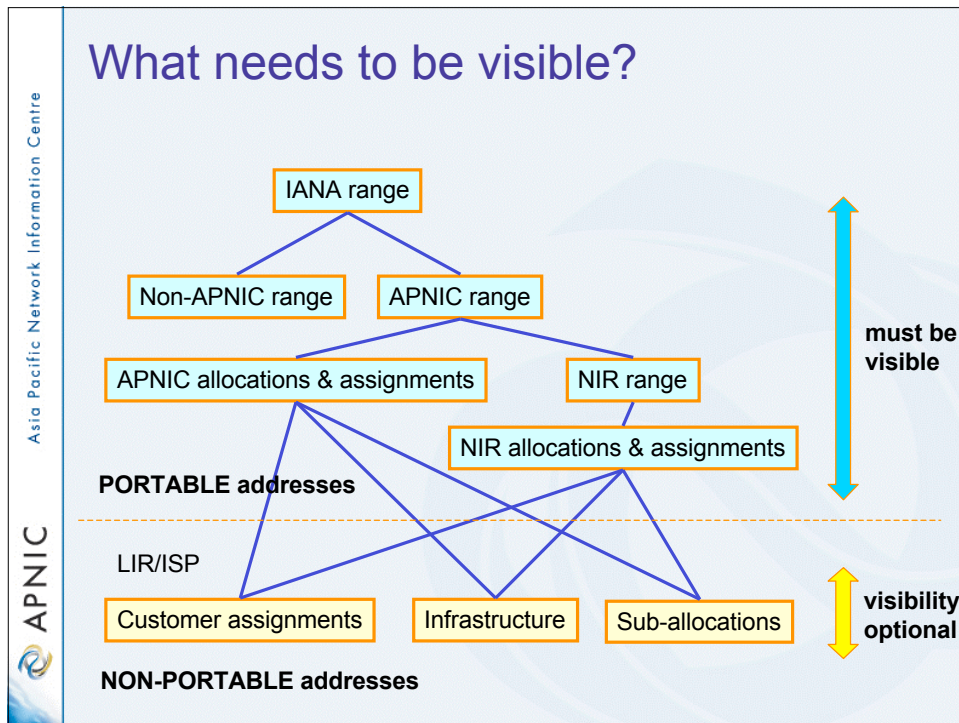 What needs to be visible?
Asia Pacific Network Information Centre
IANA range
Non-APNIC range
APNIC range
must be
visible
APNIC allocations & assignments
NIR range
NIR allocations & assignments
PORTABLE addresses
LIR/ISP
Customer assignments
Infrastructure
Sub-allocations
visibility
optional
NON-PORTABLE addresses
APNIC